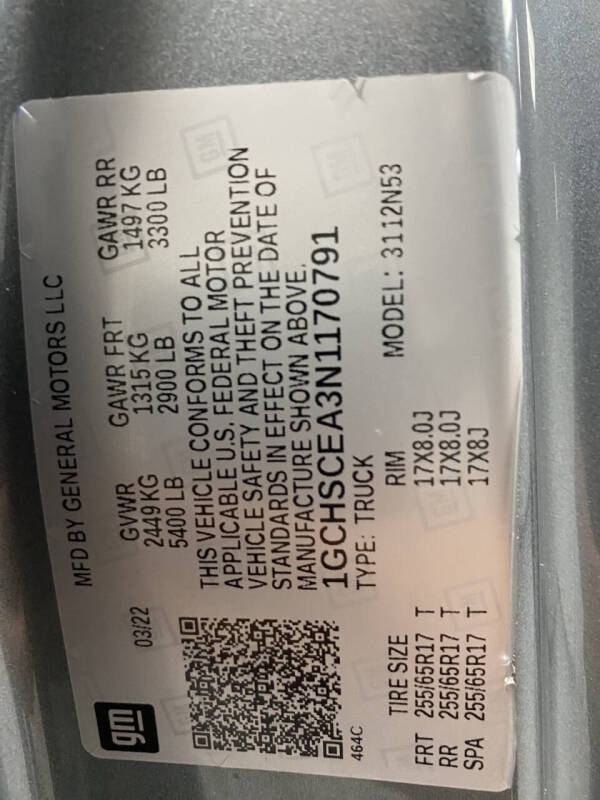 gm
MFD BY GENERAL MOTORS LLC
03/22
GVWR GAWR FRT GAWR RR
2449 KG 1315 KG 1497 KG
5400 LB 2900 LB 3300 LB
THIS VEHICLE CONFORMS TO ALL
APPLICABLE U.S. FEDERAL MOTOR
VEHICLE SAFETY AND THEFT PREVENTION
STANDARDS IN EFFECT ON THE DATE OF
MANUFACTURE SHOWN ABOVE.
1GCHSCEA3N1170791
464C TYPE: TRUCK MODEL: 3112N53
TIRE SIZE RIM
FRT 255/65R17 T 17X8.0J
RR 255/65R17 T 17X8.0J
SPA 255/65R17 T 17X8J